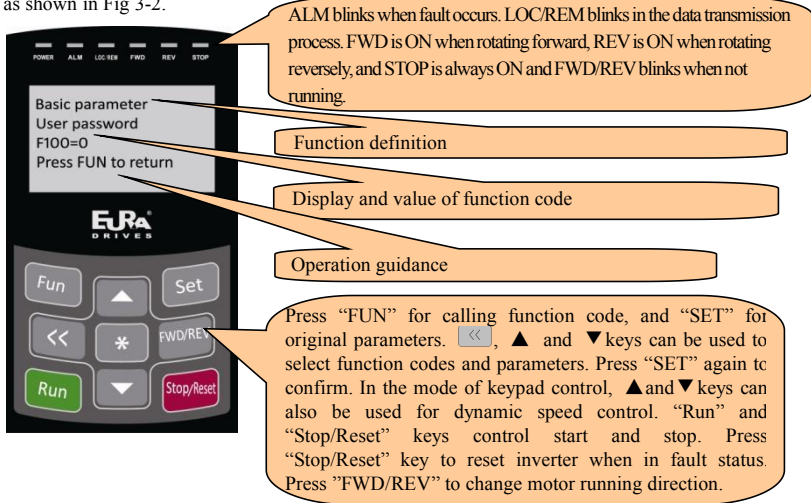 as shown in Fig 3-2.
ALM blinks when fault occurs. LOC/REM blinks in the data transmission
process. FWD is ON when rotating forward, REV is ON when rotating
reversely, and STOP is always ON and FWD/REV blinks when not
running.
POWER ALM LOC/REM FWD REV STOP
Basic parameter
User password
F100=0
Press FUN to return
Function definition
Display and value of function code
Operation guidance
EURA
DRIVES
Fun ▲ Set
<< * FWD/REV
Run ▼ Stop/Reset
Press “FUN” for calling function code, and “SET” for
original parameters. <<, ▲ and ▼keys can be used to
select function codes and parameters. Press “SET” again to
confirm. In the mode of keypad control, ▲and▼keys can
also be used for dynamic speed control. “Run” and
“Stop/Reset” keys control start and stop. Press
“Stop/Reset” key to reset inverter when in fault status.
Press "FWD/REV” to change motor running direction.